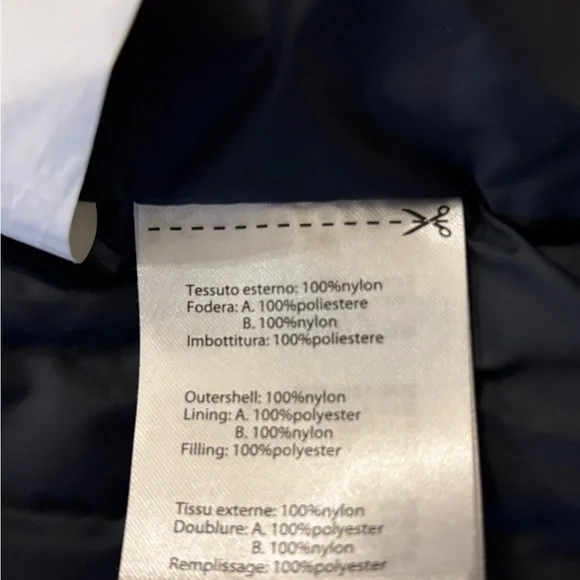 Tessuto esterno: 100%nylon
Fodera: A. 100%poliestere
B. 100%nylon
Imbottitura: 100%poliestere
Outershell: 100%nylon
Lining: A. 100%polyester
B. 100%nylon
Filling: 100%polyester
Tissu externe: 100%nylon
Doublure: A. 100%polyester
B. 100%nylon
Remplissage: 100%polyester